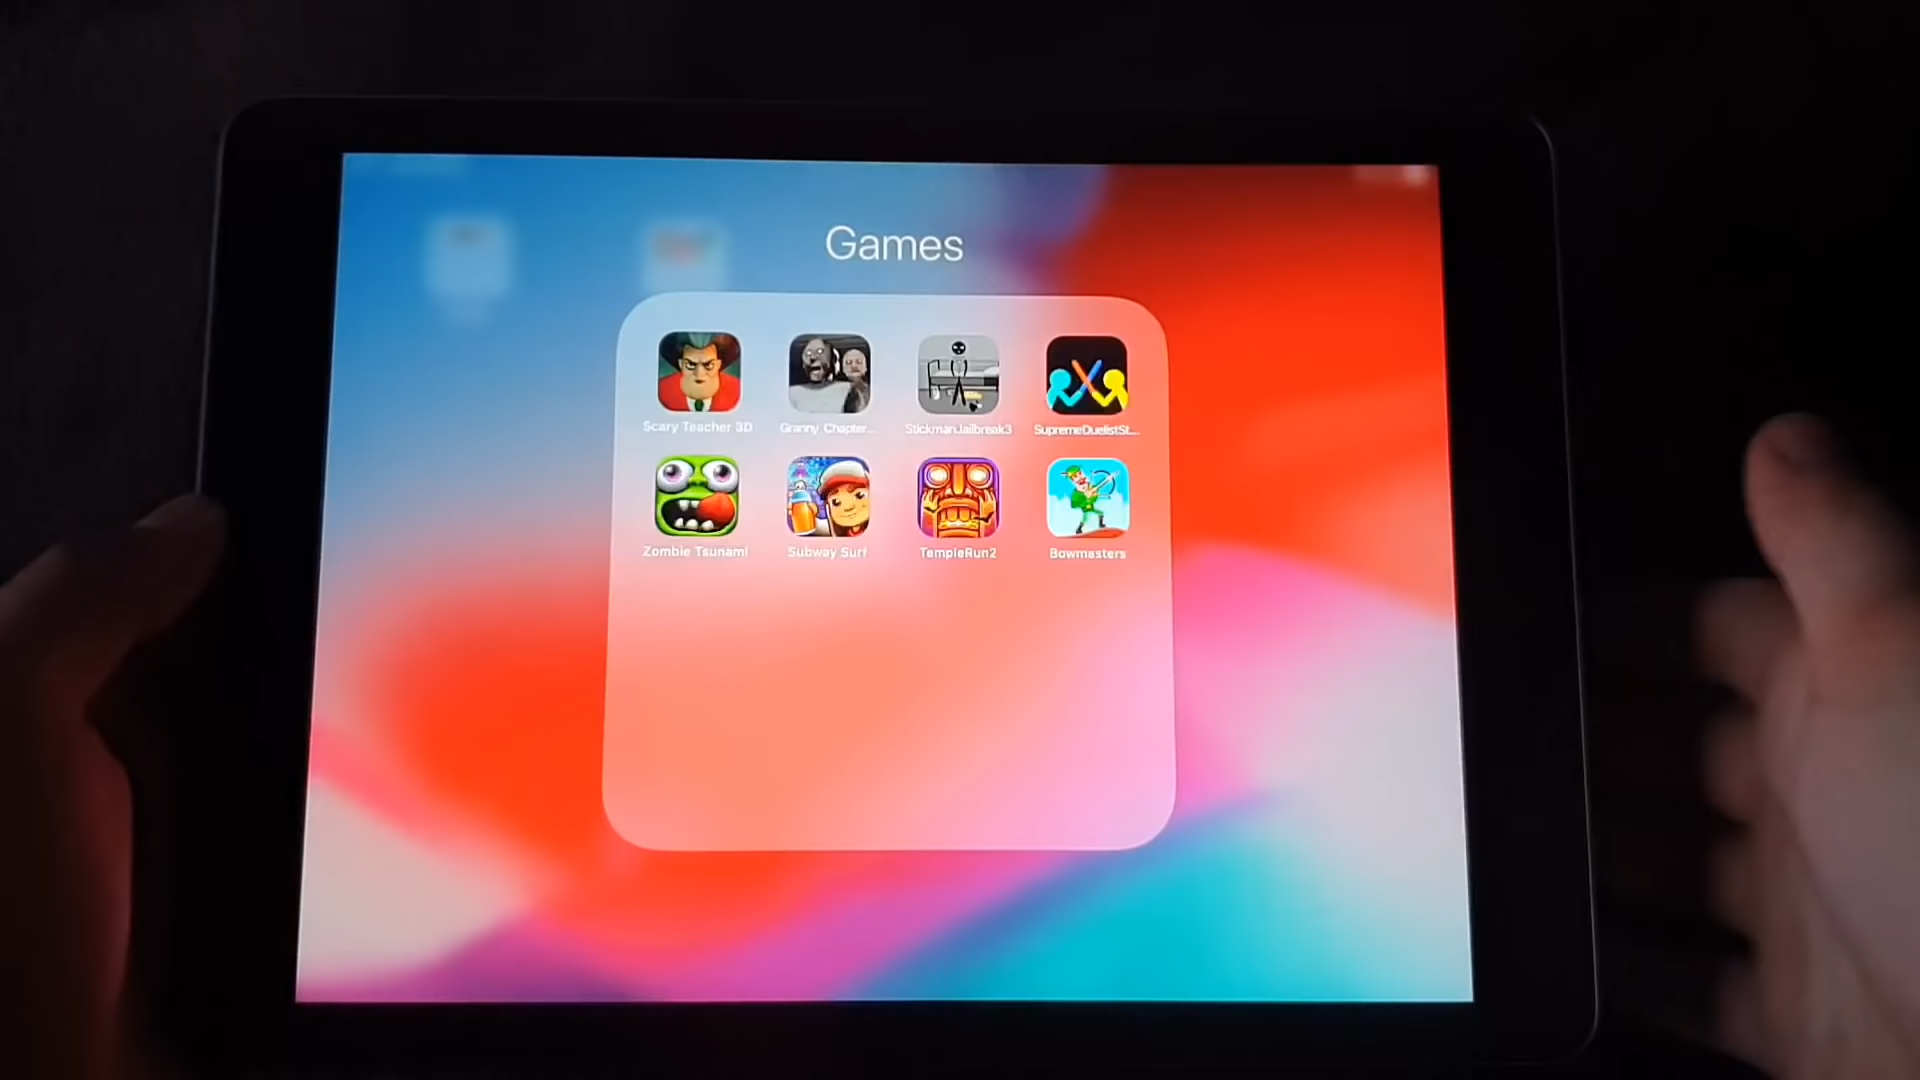 Games
Scary Teacher 3D
Granny Chapter...
StickmanJailbreak3
SupremeDuelistSt...
Zombie Tsunami
Subway Surf
TempleRun2
Bowmasters